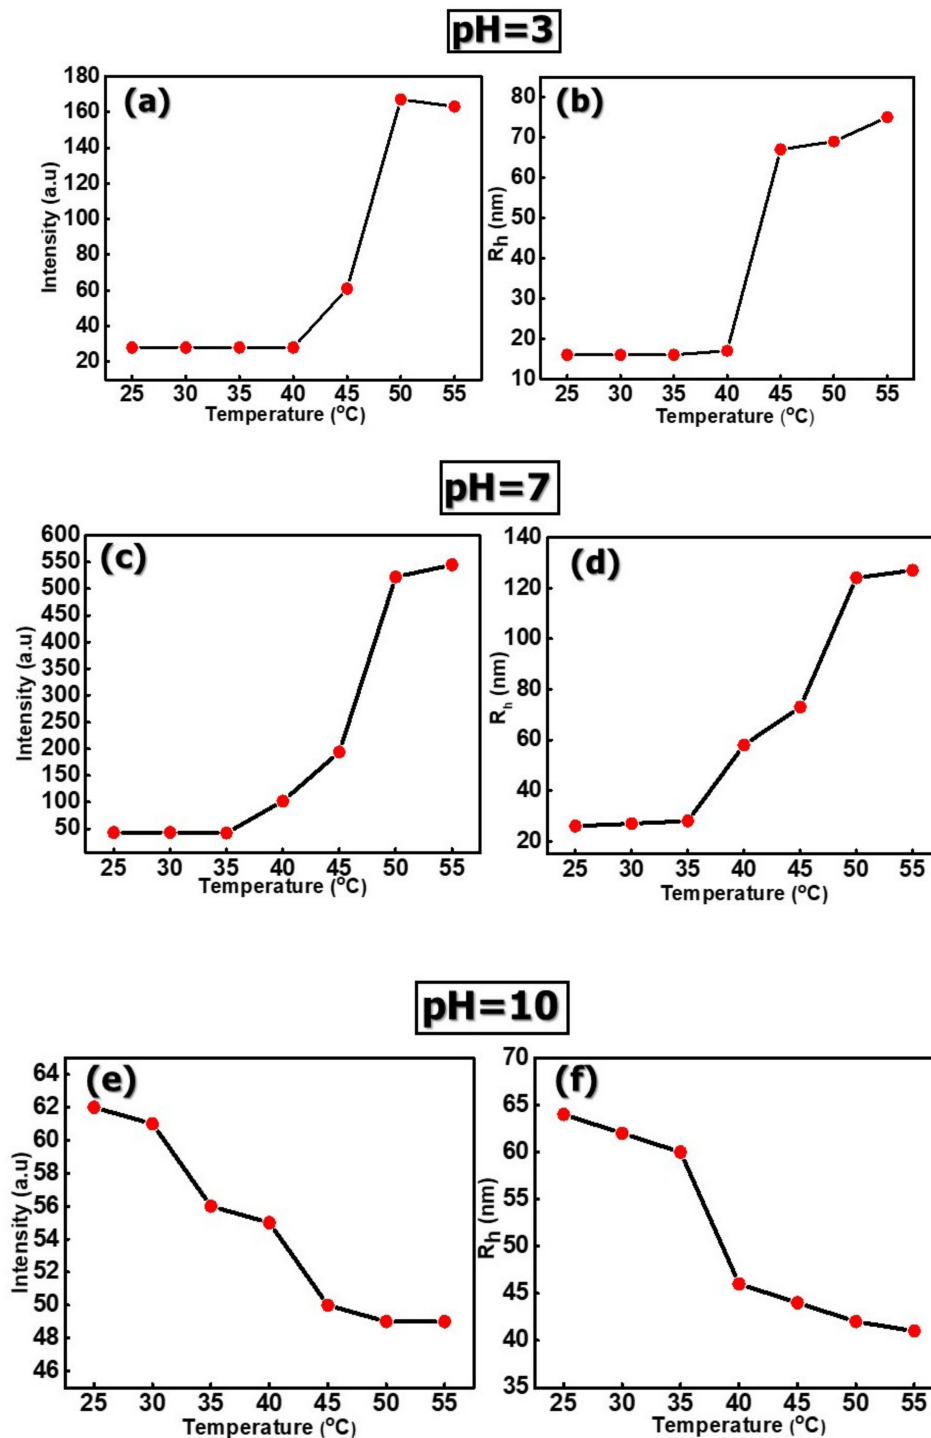 pH=3
(a)
Intensity (a.u)
180
160
140
120
100
80
60
40
20
25 30 35 40 45 50 55
Temperature (°C)
(b)
Rh (nm)
80
70
60
50
40
30
20
10
25 30 35 40 45 50 55
Temperature (°C)
pH=7
(c)
Intensity (a.u)
600
550
500
450
400
350
300
250
200
150
100
50
25 30 35 40 45 50 55
Temperature (°C)
(d)
Rh (nm)
140
120
100
80
60
40
20
25 30 35 40 45 50 55
Temperature (°C)
pH=10
(e)
Intensity (a.u)
64
62
60
58
56
54
52
50
48
46
25 30 35 40 45 50 55
Temperature (°C)
(f)
Rh (nm)
70
65
60
55
50
45
40
35
25 30 35 40 45 50 55
Temperature (°C)